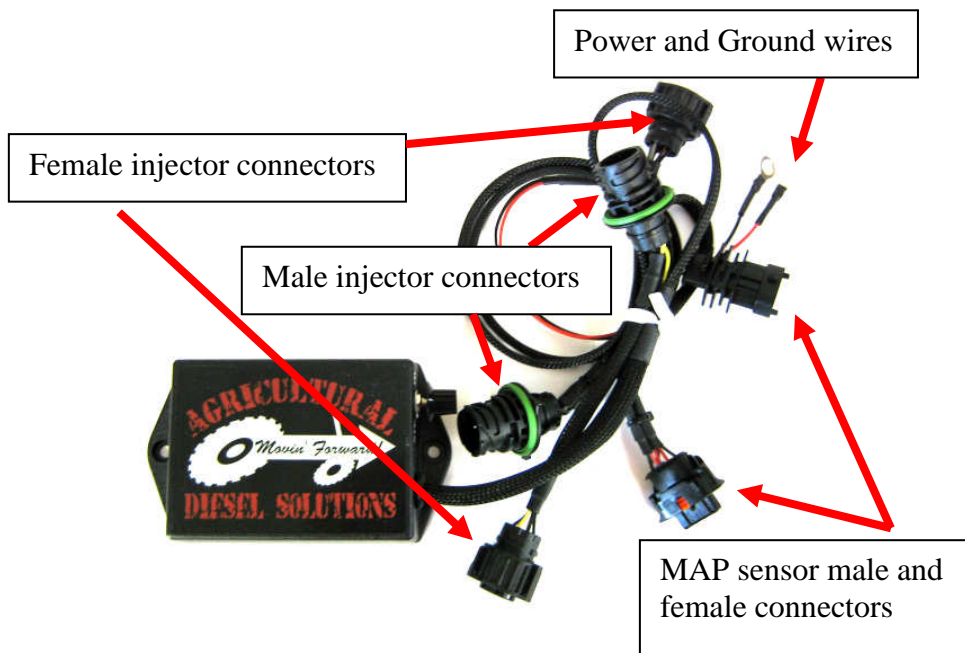 Power and Ground wires
Female injector connectors
Male injector connectors
AGRICULTURAL
Movin' Forward!
DIESEL SOLUTIONS
MAP sensor male and
female connectors